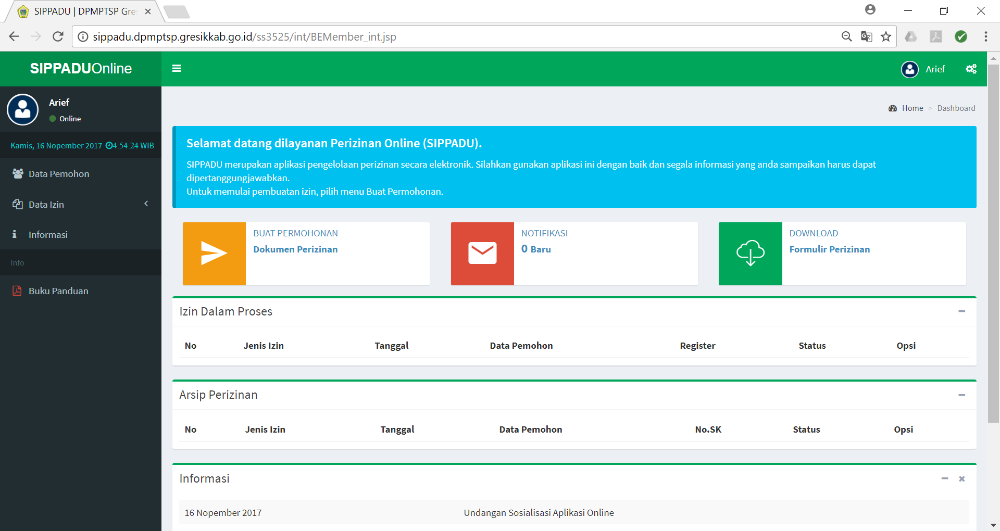 SIPPADU | DPMPTSP Gre
sippadu.dpmptsp.gresikkab.go.id/ss3525/int/BEMember_int.jsp
SIPPADUOnline
Arief
Arief
Online
Home > Dashboard
Kamis, 16 Nopember 2017 4:54:24 WIB
Data Pemohon
Data Izin
Informasi
Info
Buku Panduan
Selamat datang dilayanan Perizinan Online (SIPPADU).
SIPPADU merupakan aplikasi pengelolaan perizinan secara elektronik. Silahkan gunakan aplikasi ini dengan baik dan segala informasi yang anda sampaikan harus dapat
dipertanggungjawabkan.
Untuk memulai pembuatan izin, pilih menu Buat Permohonan.
BUAT PERMOHONAN
Dokumen Perizinan
NOTIFIKASI
0 Baru
DOWNLOAD
Formulir Perizinan
Izin Dalam Proses
No Jenis Izin Tanggal Data Pemohon Register Status Opsi
Arsip Perizinan
No Jenis Izin Tanggal Data Pemohon No.SK Status Opsi
Informasi
16 Nopember 2017 Undangan Sosialisasi Aplikasi Online